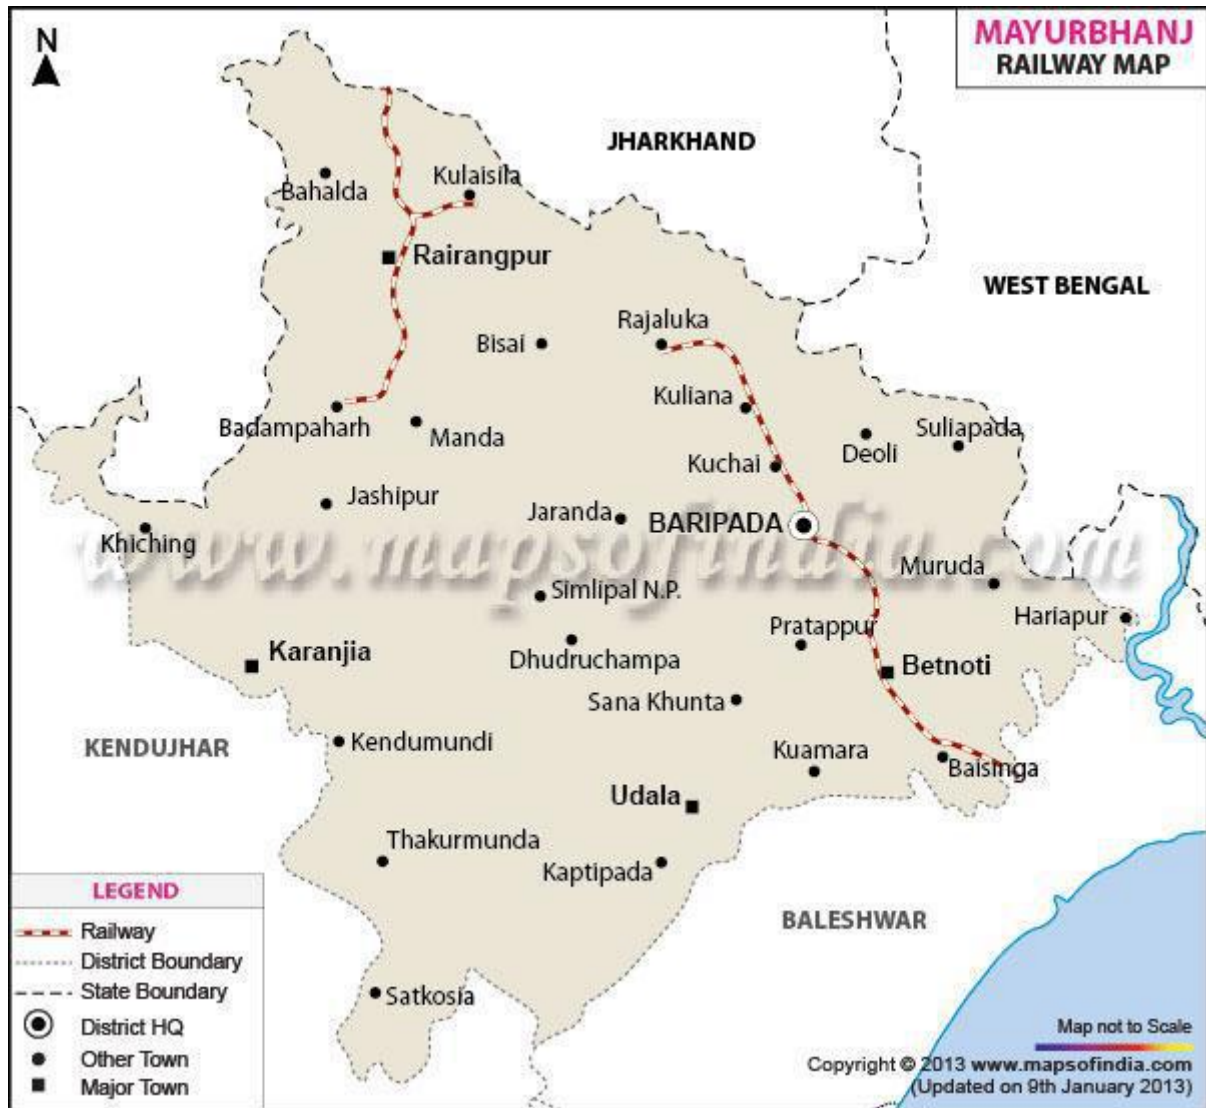 MAYURBHANJ
RAILWAY MAP
N
JHARKHAND
WEST BENGAL
Bahalda
Kulaisila
Rairangpur
Rajaluka
Bisai
Kuliana
Badampaharh
Manda
Deoli
Suliapada
Kuchai
Jashipur
Jaranda
BARIPADA
Khiching
www.mapsofindia.com
Muruda
Simlipal N.P.
Hariapur
Pratappur
Karanjia
Dhudruchampa
Betnoti
Sana Khunta
KENDUJHAR
Kendumundi
Kuamara
Baisinga
Udala
Thakurmunda
Kaptipada
BALESHWAR
Satkosia
LEGEND
Railway
District Boundary
State Boundary
District HQ
Other Town
Major Town
Map not to Scale
Copyright © 2013 www.mapsofindia.com
(Updated on 9th January 2013)